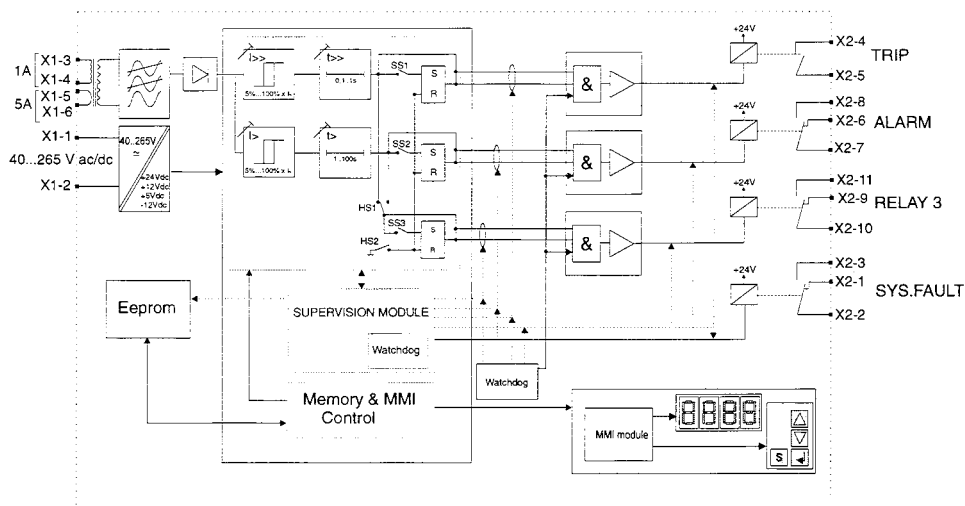 1A
X1-3
X1-4
5A
X1-5
X1-6
X1-1
40...265 V ac/dc
X1-2
40...265V
+24Vdc
+12Vdc
+5Vdc
-12Vdc
I>>
5%...100% x In
t>>
0,1..1s
I>
5%...100% x In
t>
1..100s
SS1
SS2
SS3
HS1
HS2
S
R
S
R
S
R
&
&
&
+24V
+24V
+24V
+24V
X2-4
X2-5
TRIP
X2-8
X2-6
X2-7
ALARM
X2-11
X2-9
X2-10
RELAY 3
X2-3
X2-1
X2-2
SYS.FAULT
Eeprom
SUPERVISION MODULE
Watchdog
Memory & MMI
Control
Watchdog
MMI module
8888
S